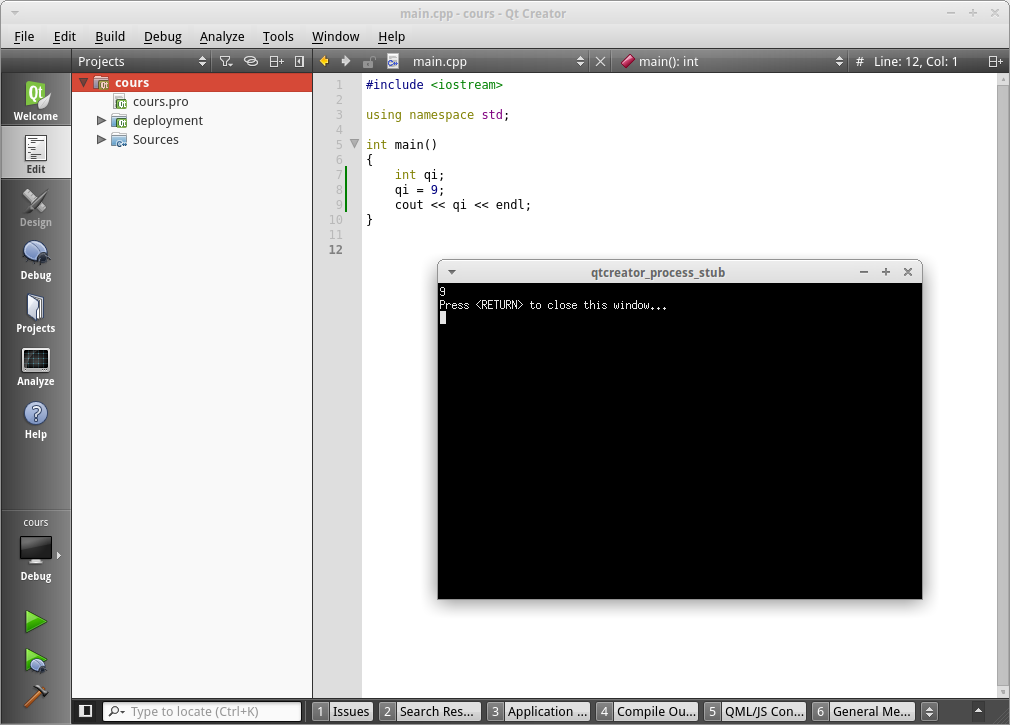 main.cpp - cours - Qt Creator
File Edit Build Debug Analyze Tools Window Help
Projects main.cpp main(): int # Line: 12, Col: 1
Qt
Welcome
Edit
Design
Debug
Projects
Analyze
Help
cours
Debug
cours
cours.pro
deployment
Sources
1 #include <iostream>
2
3 using namespace std;
4
5 int main()
6 {
7     int qi;
8     qi = 9;
9     cout << qi << endl;
10 }
11
12
qtcreator_process_stub
9
Press <RETURN> to close this window...
Type to locate (Ctrl+K) 1 Issues 2 Search Res... 3 Application ... 4 Compile Ou... 5 QML/JS Con... 6 General Me...